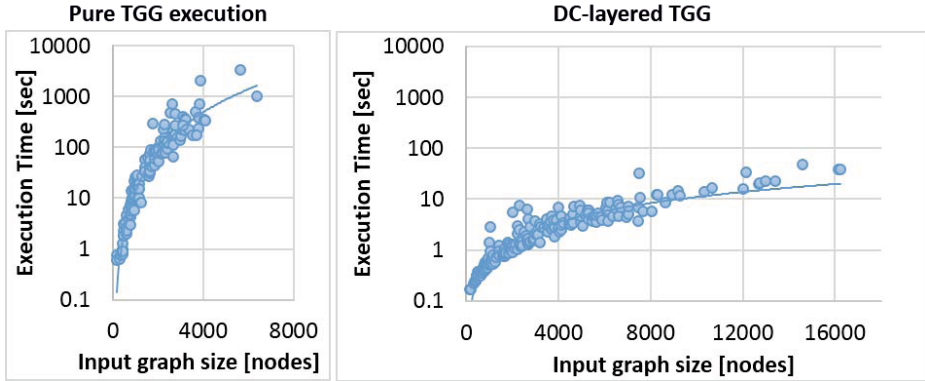 Pure TGG execution
10000
1000
100
10
1
0.1
Execution Time [sec]
0 4000 8000
Input graph size [nodes]
DC-layered TGG
10000
1000
100
10
1
0.1
Execution Time [sec]
0 4000 8000 12000 16000
Input graph size [nodes]